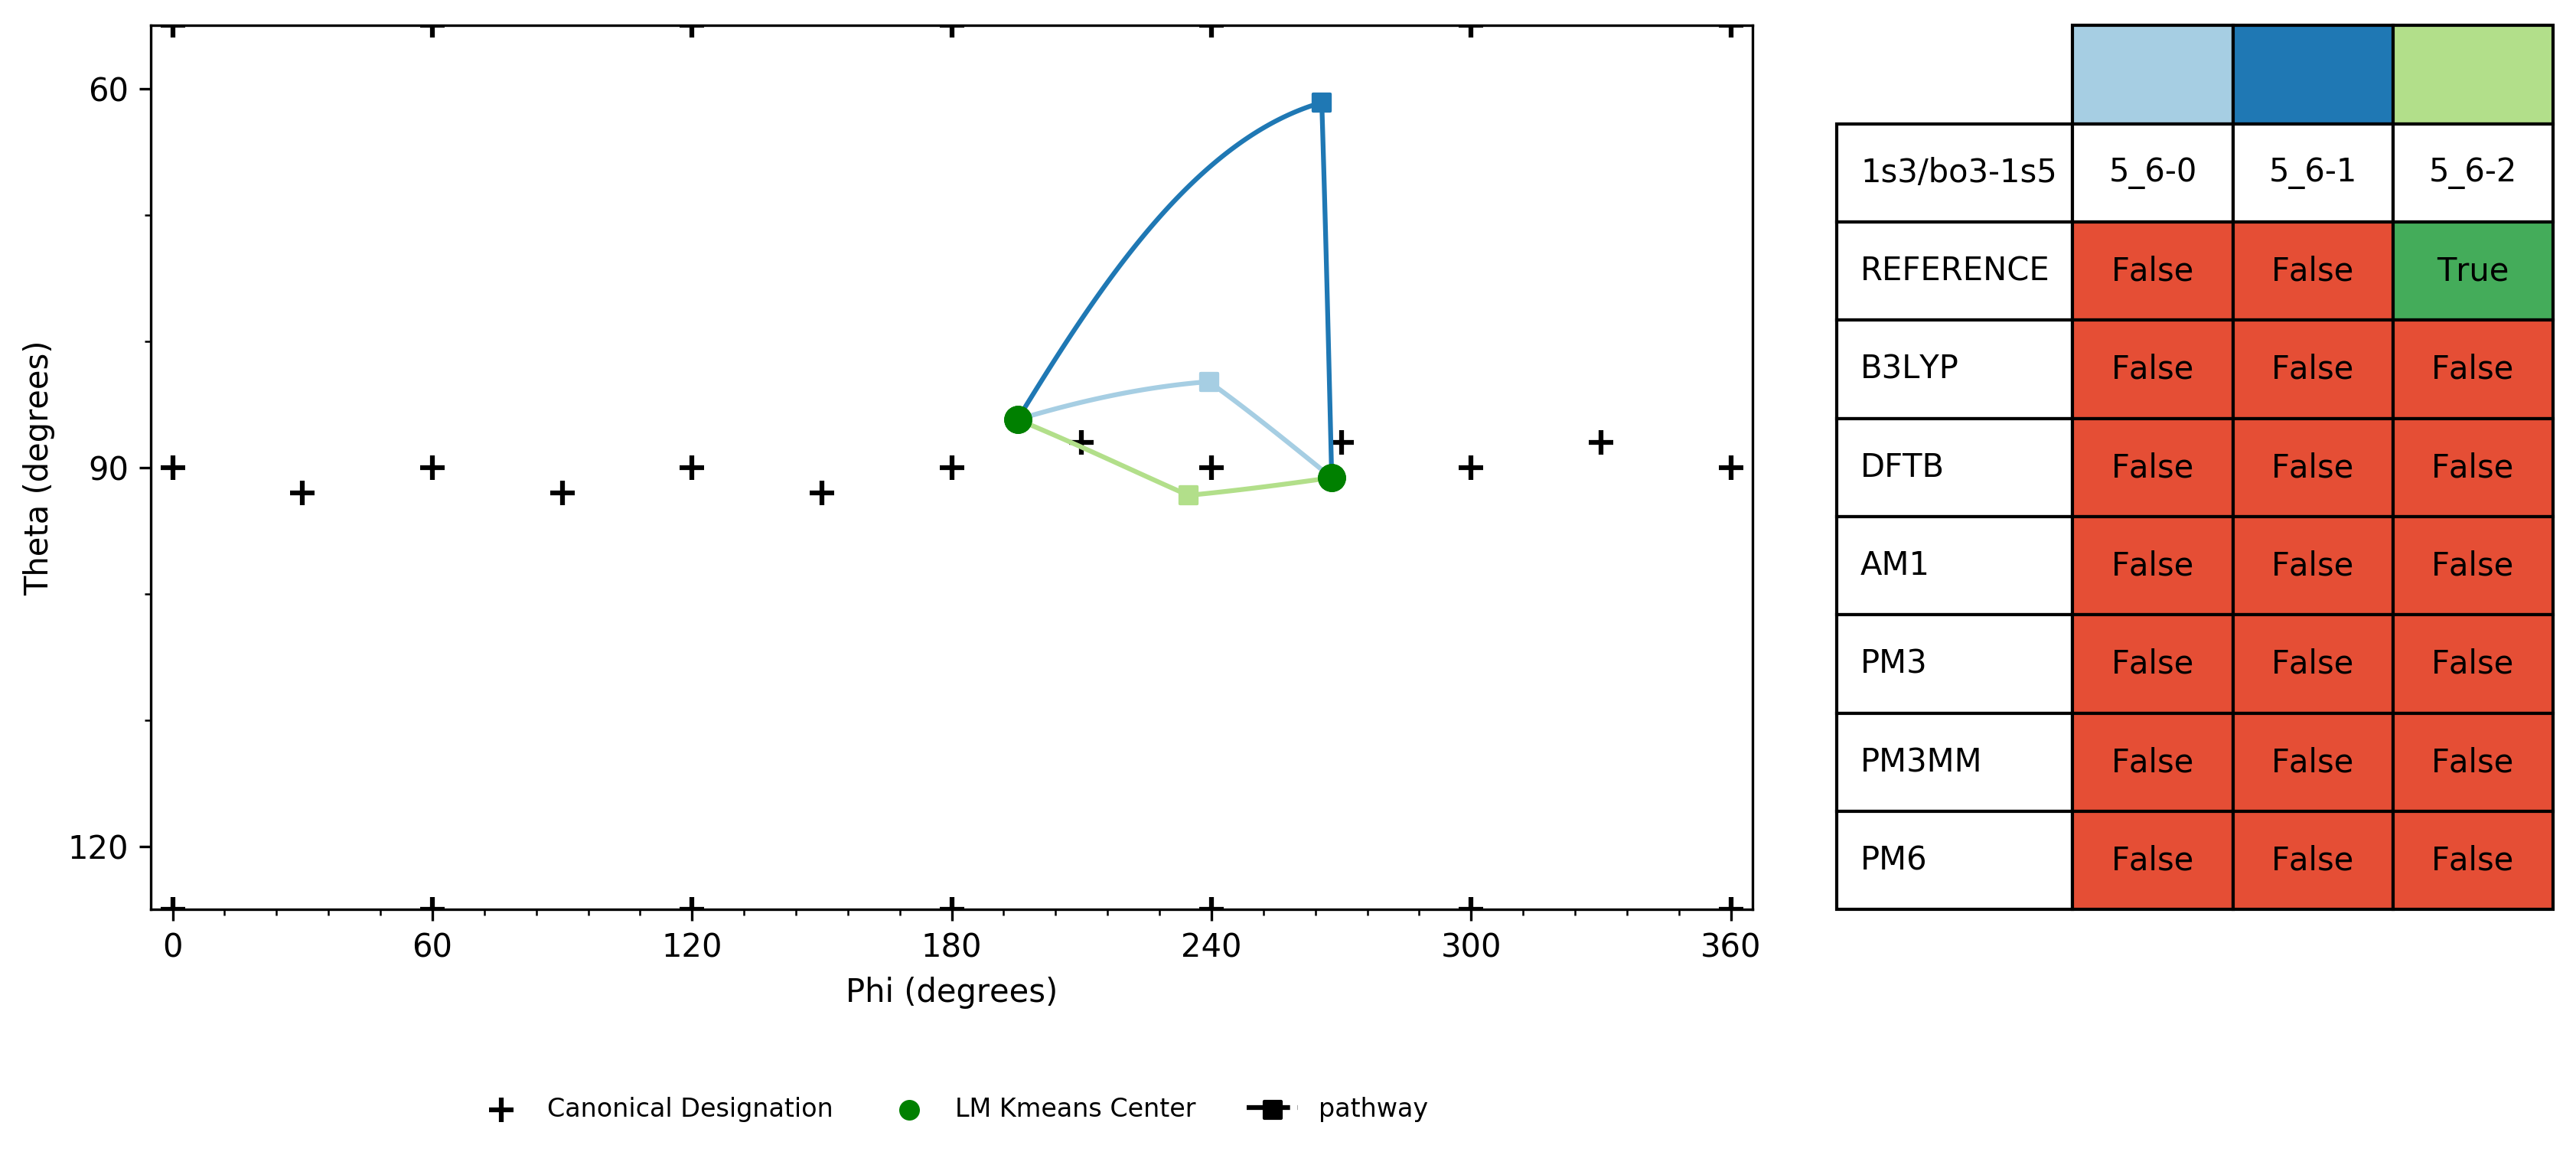 60
90
120
Theta (degrees)
0 60 120 180 240 300 360
Phi (degrees)
Canonical Designation LM Kmeans Center pathway
1s3/bo3-1s5 5_6-0 5_6-1 5_6-2
REFERENCE False False True
B3LYP False False False
DFTB False False False
AM1 False False False
PM3 False False False
PM3MM False False False
PM6 False False False